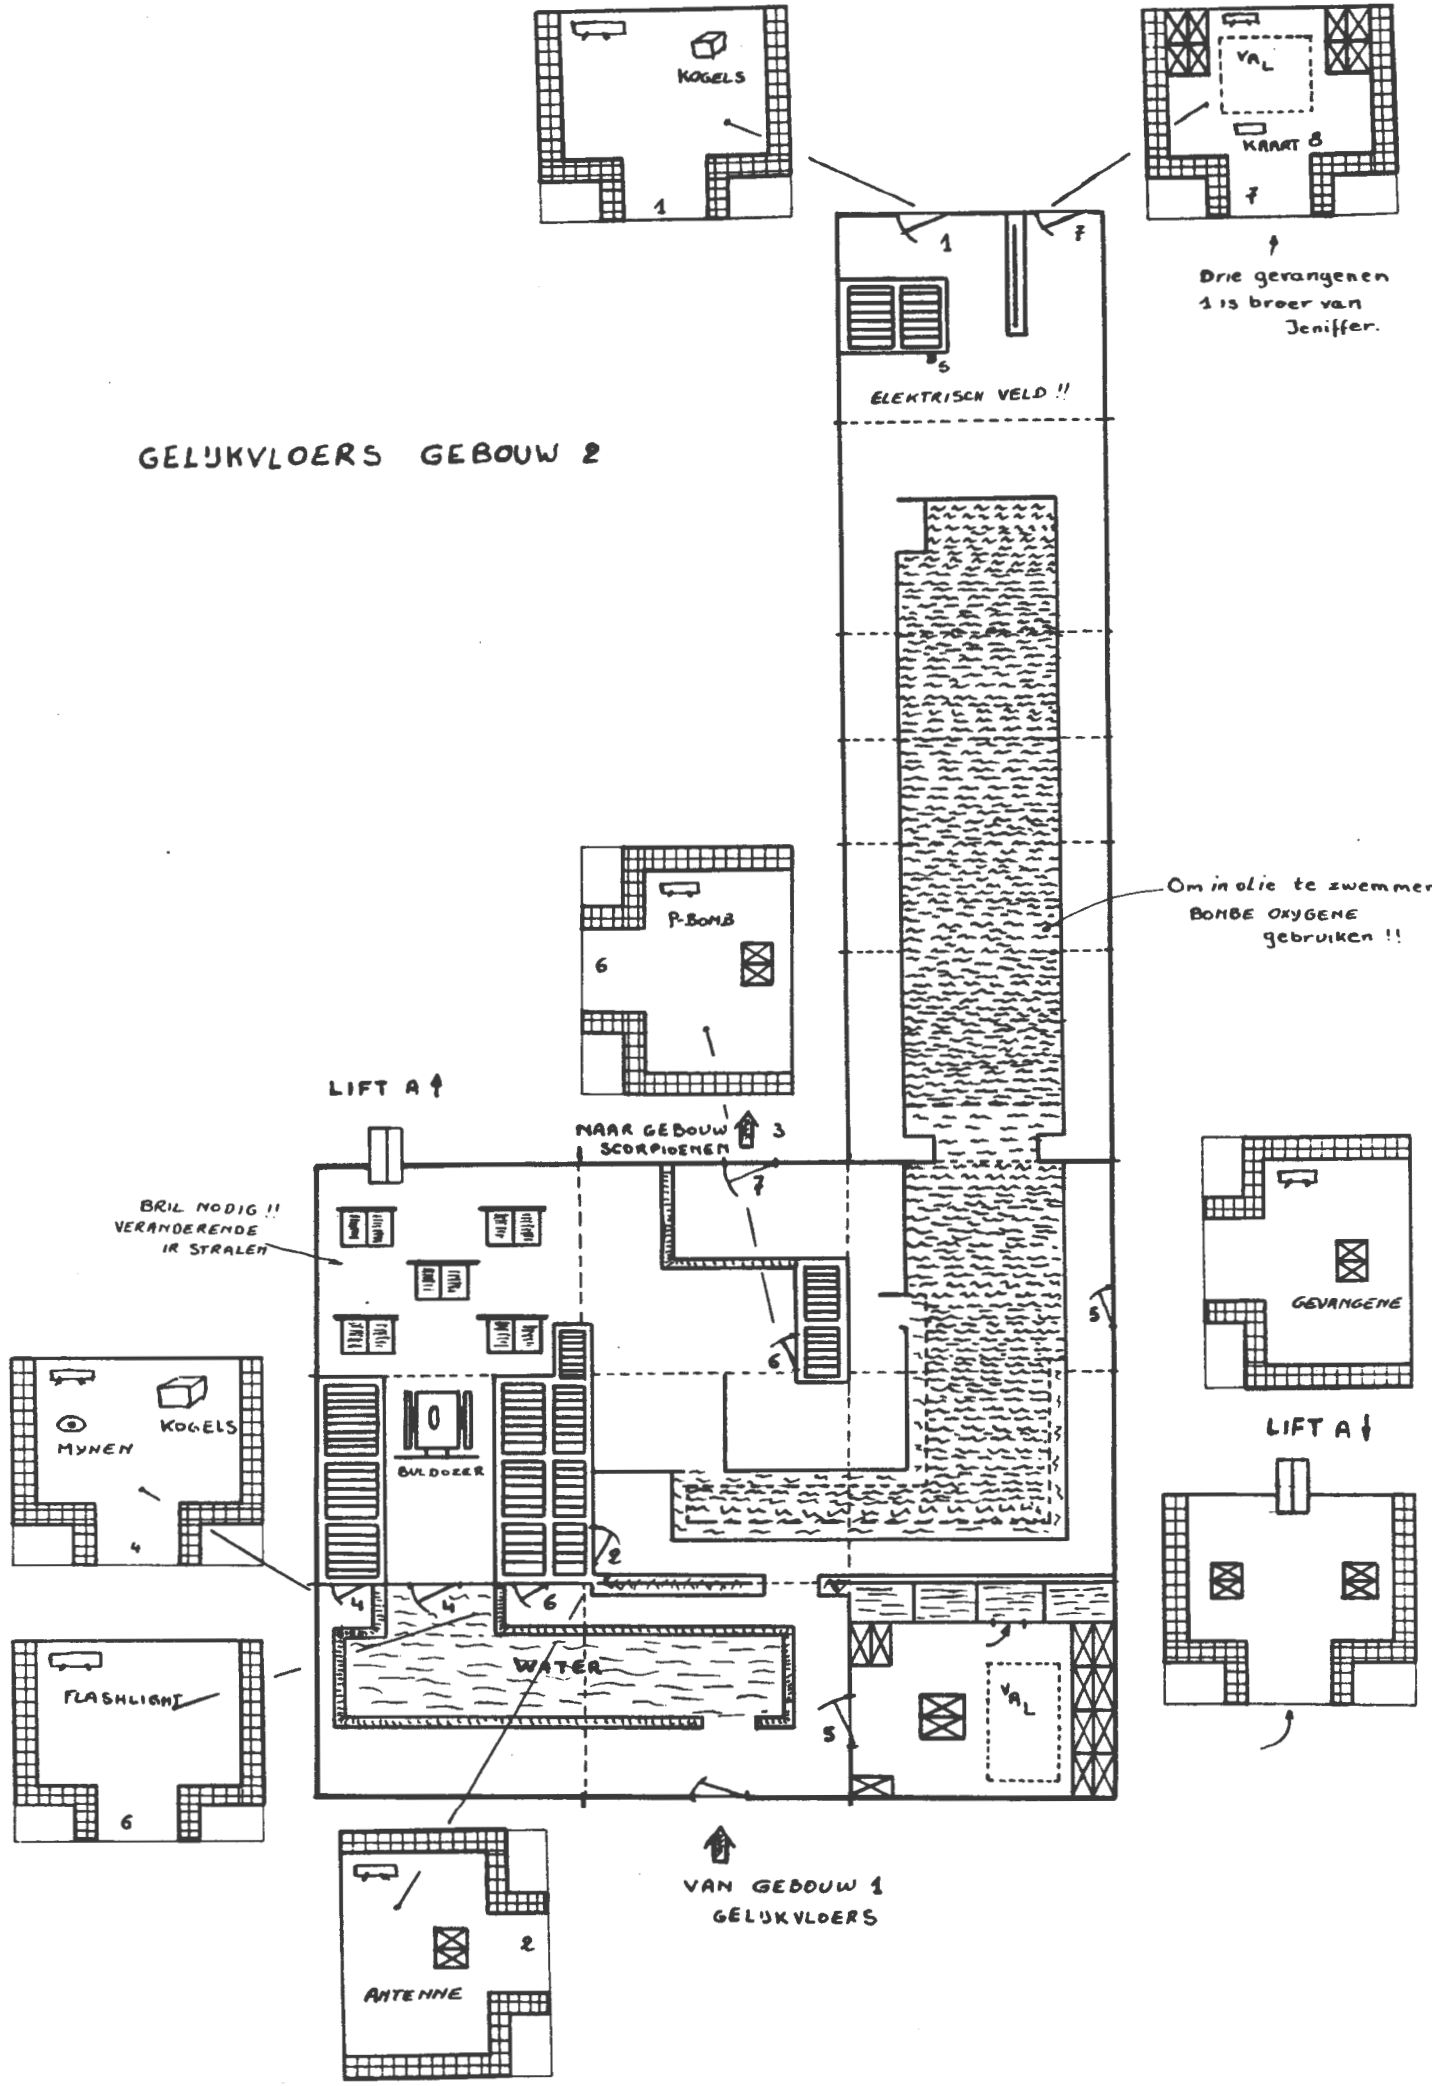 KOGELS
1
VAL
KAART 8
7
Drie gevangenen
1 is broer van
Jeniffer.
1
7
S
ELEKTRISCH VELD !!
GELIJKVLOERS GEBOUW 2
P-BOMB
6
Om in olie te zwemmen
BOMBE OXYGENE
gebruiken !!
LIFT A
NAAR GEBOUW 3
SCORPIOENEN
7
BRIL NODIG !!
VERANDERENDE
IR STRALEN
5
6
GEVANGENE
LIFT A
MYNEN
KOGELS
4
BULDOZER
2
4
4
6
WATER
FLASHLIGHT
6
VAL
5
VAN GEBOUW 1
GELIJKVLOERS
2
ANTENNE